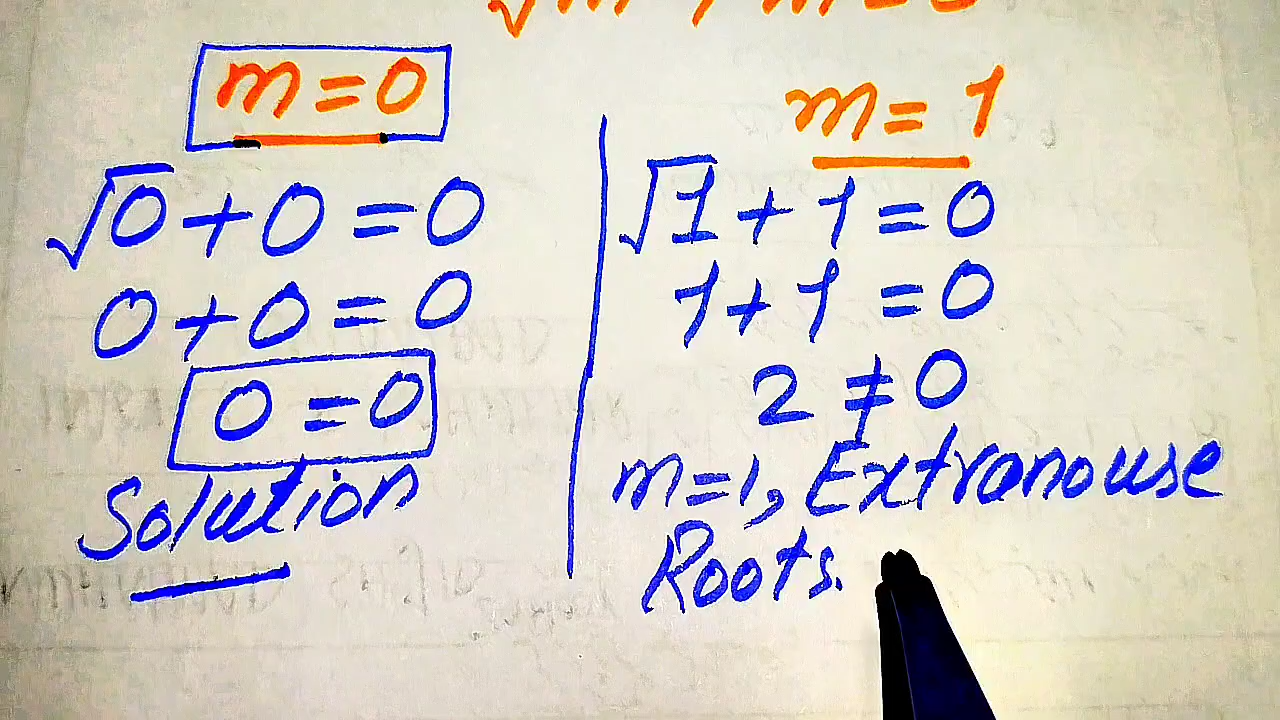 √m + m = 0
m = 0
√0 + 0 = 0
0 + 0 = 0
0 = 0
Solution
m = 1
√1 + 1 = 0
1 + 1 = 0
2 ≠ 0
m=1, Extranouse
Roots.